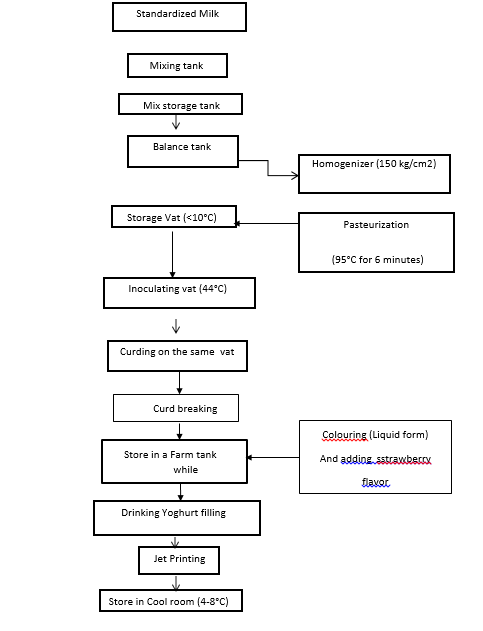 Standardized Milk
Mixing tank
Mix storage tank
Balance tank
Homogenizer (150 kg/cm2)
Storage Vat (<10°C)
Pasteurization
(95°C for 6 minutes)
Inoculating vat (44°C)
Curding on the same vat
Curd breaking
Colouring (Liquid form)
And adding sstrawberry
flavor
Store in a Farm tank
while
Drinking Yoghurt filling
Jet Printing
Store in Cool room (4-8°C)